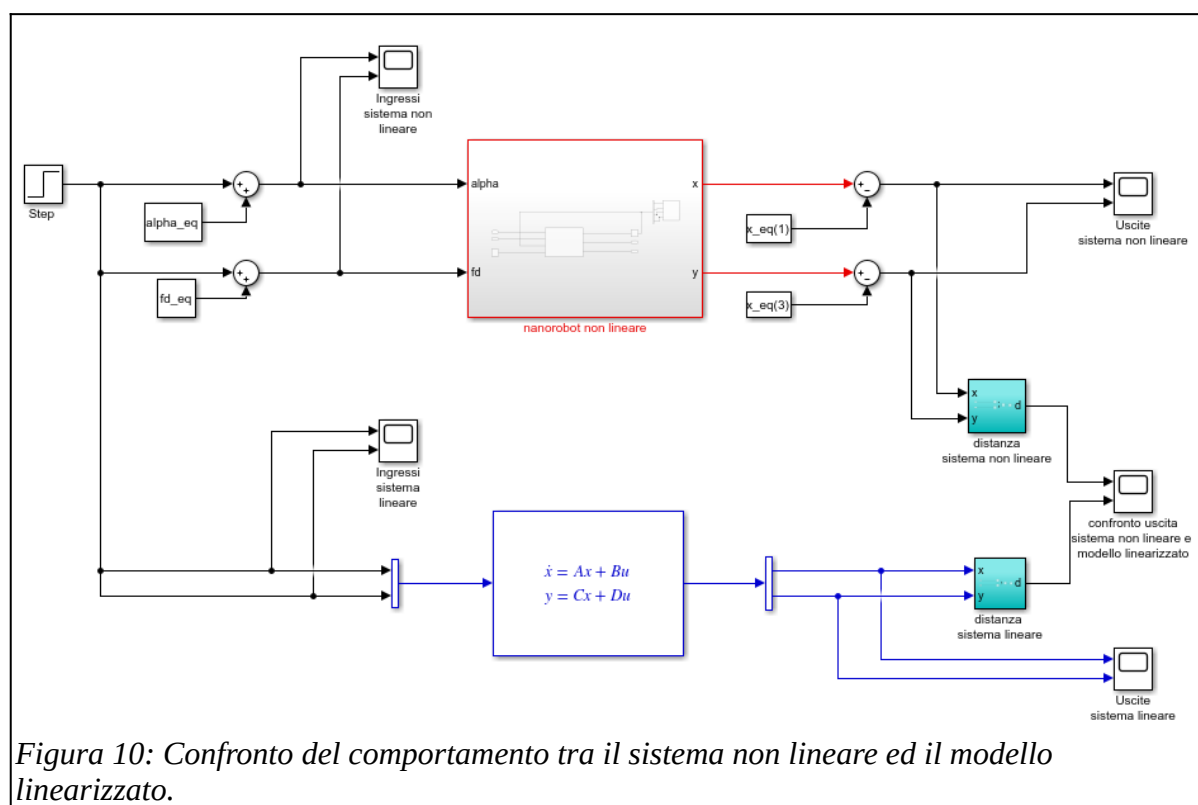 Ingressi
sistema non
lineare
Step
alpha_eq
fd_eq
alpha
fd
x
y
nanorobot non lineare
x_eq(1)
x_eq(3)
Uscite
sistema non lineare
x
y
d
distanza
sistema non lineare
Ingressi
sistema
lineare
confronto uscita
sistema non lineare e
modello linearizzato
ẋ = Ax + Bu
y = Cx + Du
x
y
d
distanza
sistema lineare
Uscite
sistema lineare
Figura 10: Confronto del comportamento tra il sistema non lineare ed il modello
linearizzato.